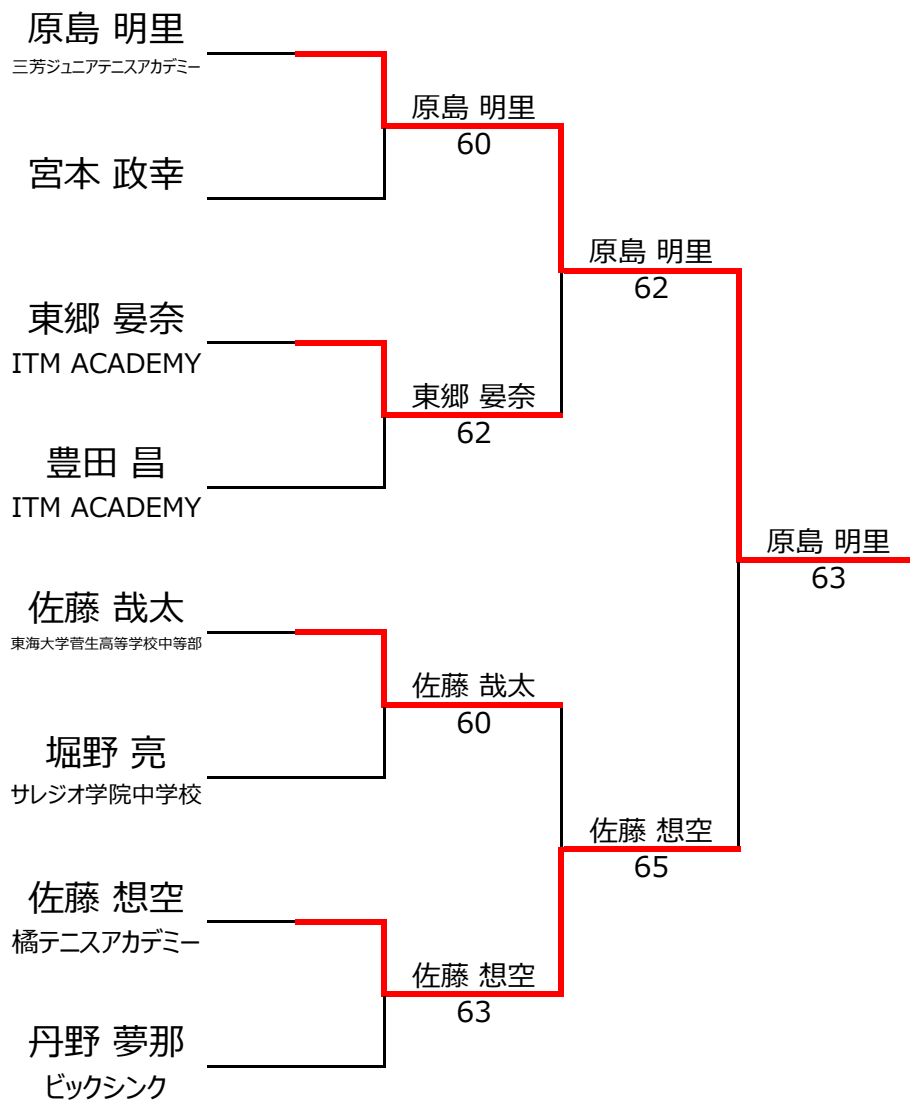 原島 明里
三芳ジュニアテニスアカデミー
原島 明里
60
宮本 政幸
原島 明里
62
東郷 晏奈
ITM ACADEMY
東郷 晏奈
62
豊田 昌
ITM ACADEMY
原島 明里
63
佐藤 哉太
東海大学菅生高等学校中等部
佐藤 哉太
60
堀野 亮
サレジオ学院中学校
佐藤 想空
65
佐藤 想空
橘テニスアカデミー
佐藤 想空
63
丹野 夢那
ビックシンク